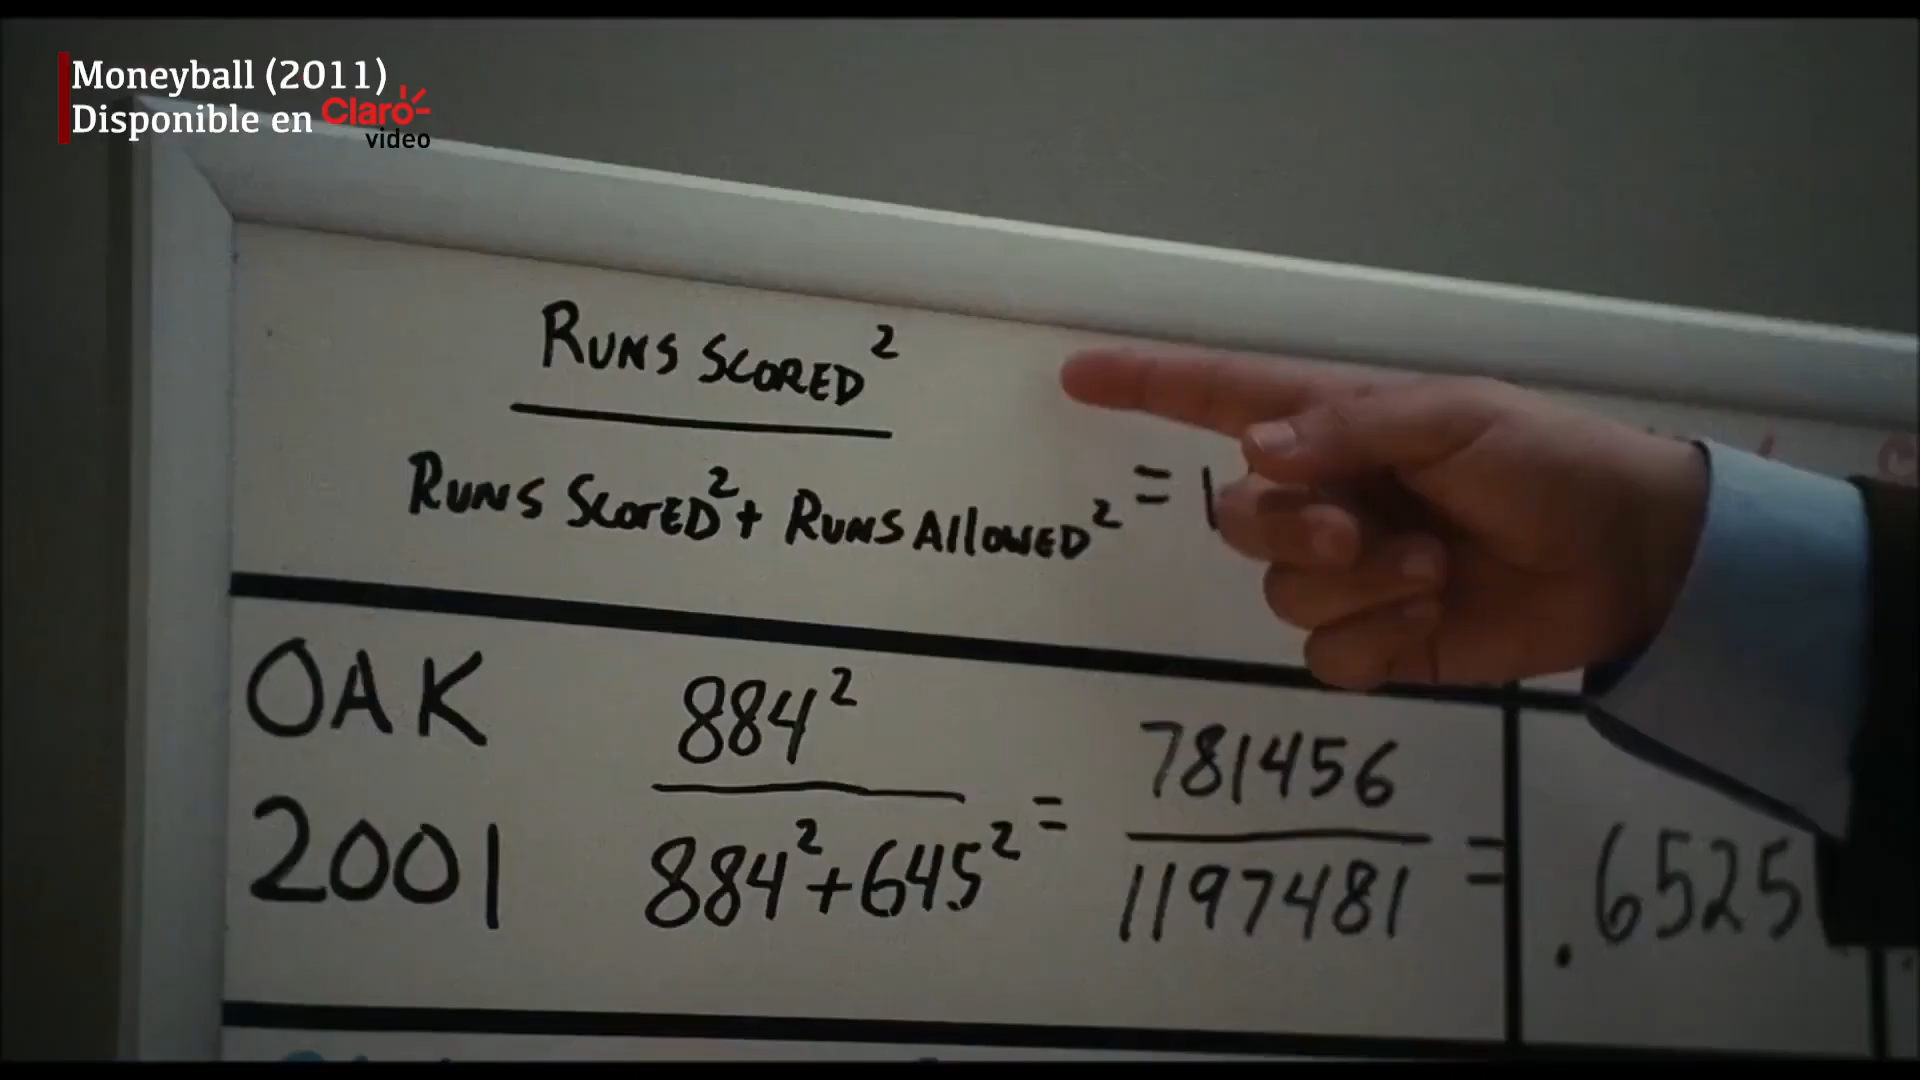 Moneyball (2011)
Disponible en Claro video
RUNS SCORED²
RUNS SCORED² + RUNS AllOWED² =
OAK 2001
884²
884² + 645²
=
781456
1197481
=
.6525